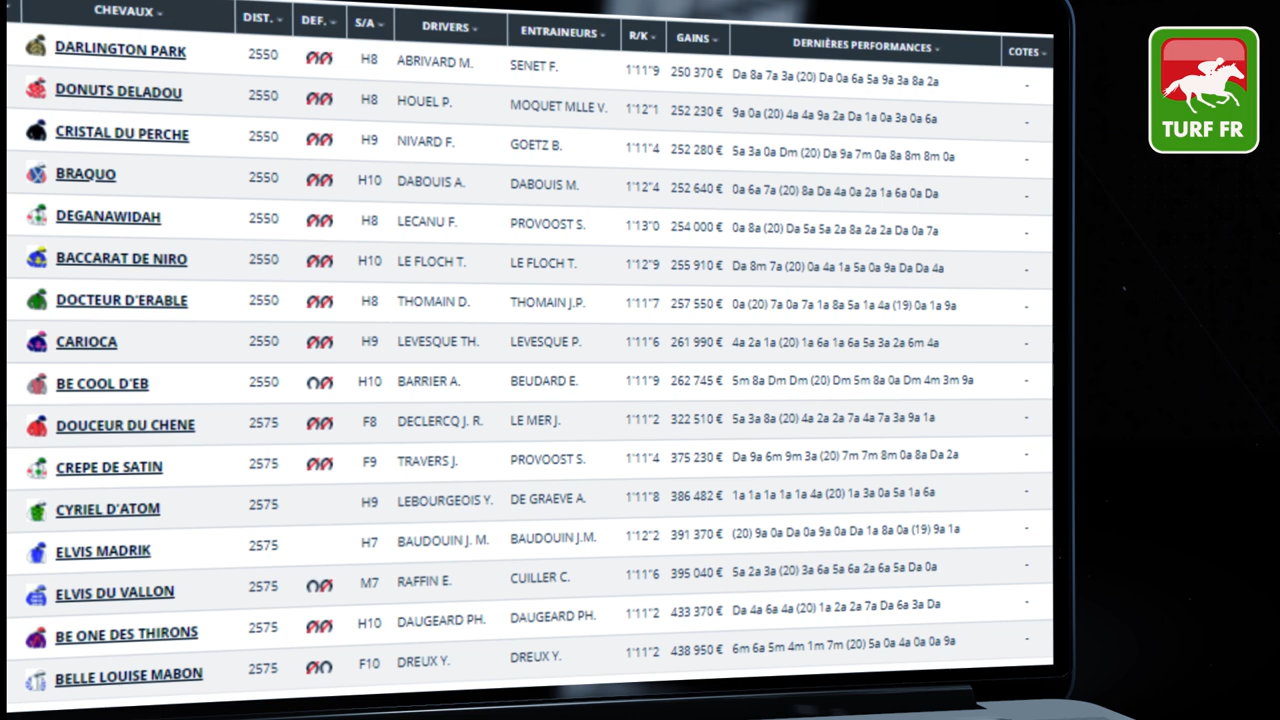 CHEVAUX DIST. DEF. S/A DRIVERS ENTRAINEURS R/K GAINS DERNIÈRES PERFORMANCES COTES
DARLINGTON PARK 2550 H8 ABRIVARD M. SENET F. 1'11"9 250 370 € Da 8a 7a 3a (20) Da 0a 6a 5a 9a 3a 8a 2a -
DONUTS DELADOU 2550 H8 HOUEL P. MOQUET MLLE V. 1'12"1 252 230 € 9a 0a (20) 4a 4a 9a 2a Da 1a 0a 3a 0a 6a -
CRISTAL DU PERCHE 2550 H9 NIVARD F. GOETZ B. 1'11"4 252 280 € 5a 3a 0a Dm (20) Da 9a 7m 0a 8a 8m 8m 0a -
BRAQUO 2550 H10 DABOUIS A. DABOUIS M. 1'12"4 252 640 € 0a 6a 7a (20) 8a Da 4a 0a 2a 1a 6a 0a Da -
DEGANAWIDAH 2550 H8 LECANU F. PROVOOST S. 1'13"0 254 000 € 0a 8a (20) Da 5a 5a 2a 8a 2a 2a Da 0a 7a -
BACCARAT DE NIRO 2550 H10 LE FLOCH T. LE FLOCH T. 1'12"9 255 910 € Da 8m 7a (20) 0a 4a 1a 5a 0a 9a Da Da 4a -
DOCTEUR D'ERABLE 2550 H8 THOMAIN D. THOMAIN J.P. 1'11"7 257 550 € 0a (20) 7a 0a 7a 1a 8a 5a 1a 4a (19) 0a 1a 9a -
CARIOCA 2550 H9 LEVESQUE TH. LEVESQUE P. 1'11"6 261 990 € 4a 2a 1a (20) 1a 6a 1a 6a 5a 3a 2a 6m 4a -
BE COOL D'EB 2550 H10 BARRIER A. BEUDARD E. 1'11"9 262 745 € 5m 8a Dm Dm (20) Dm 5m 8a 0a Dm 4m 3m 9a -
DOUCEUR DU CHENE 2575 F8 DECLERCQ J. R. LE MER J. 1'11"2 322 510 € 5a 3a 8a (20) 4a 2a 2a 7a 4a 7a 3a 9a 1a -
CREPE DE SATIN 2575 F9 TRAVERS J. PROVOOST S. 1'11"4 375 230 € Da 9a 6m 9m 3a (20) 7m 7m 8m 0a 8a Da 2a -
CYRIEL D'ATOM 2575 H9 LEBOURGEOIS Y. DE GRAEVE A. 1'11"8 386 482 € 1a 1a 1a 1a 1a 4a (20) 1a 3a 0a 5a 1a 6a -
ELVIS MADRIK 2575 H7 BAUDOUIN J. M. BAUDOUIN J.M. 1'12"2 391 370 € (20) 9a 0a Da 0a 9a 0a Da 1a 8a 0a (19) 9a 1a -
ELVIS DU VALLON 2575 M7 RAFFIN E. CUILLER C. 1'11"6 395 040 € 5a 2a 3a (20) 3a 6a 5a 6a 2a 6a 5a Da 0a -
BE ONE DES THIRONS 2575 H10 DAUGEARD PH. DAUGEARD PH. 1'11"2 433 370 € Da 4a 6a 4a (20) 1a 2a 2a 7a Da 6a 3a Da -
BELLE LOUISE MABON 2575 F10 DREUX Y. DREUX Y. 1'11"2 438 950 € 6m 6a 5m 4m 1m 7m (20) 5a 0a 4a 0a 0a 9a -
TURF FR